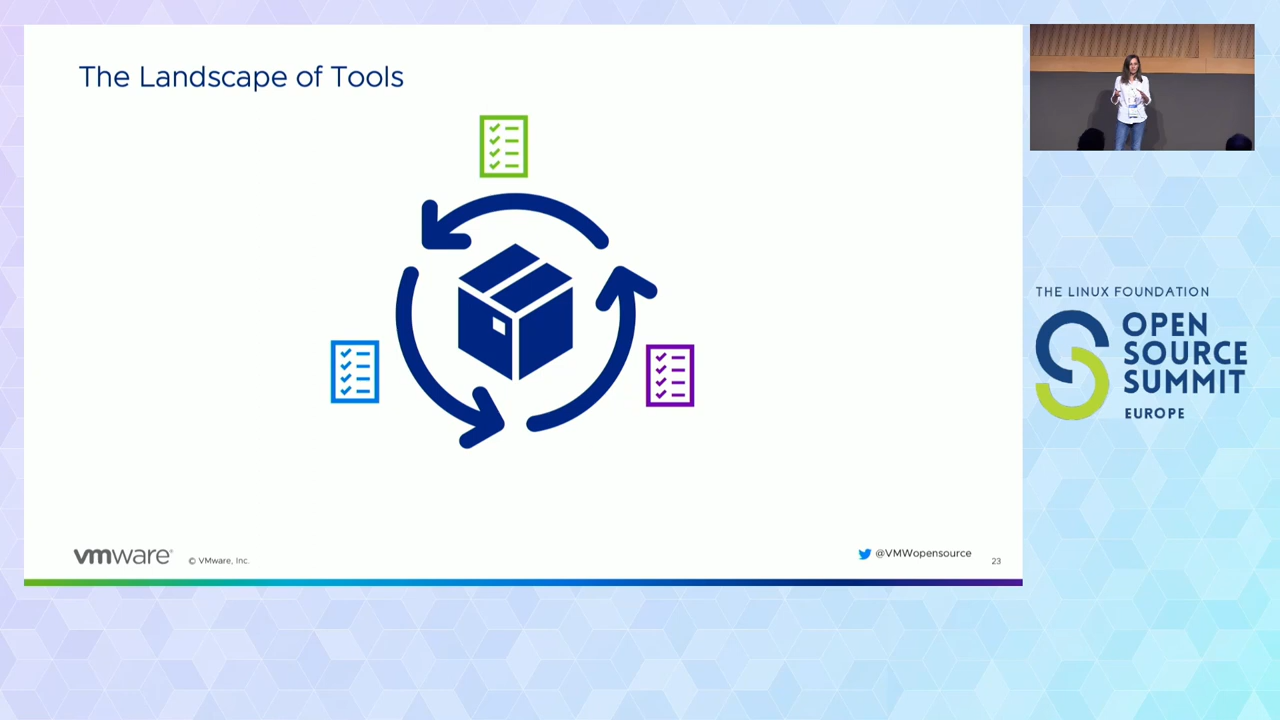 The Landscape of Tools
vmware®
© VMware, Inc.
@VMWopensource
23
THE LINUX FOUNDATION
OPEN
SOURCE
SUMMIT
EUROPE